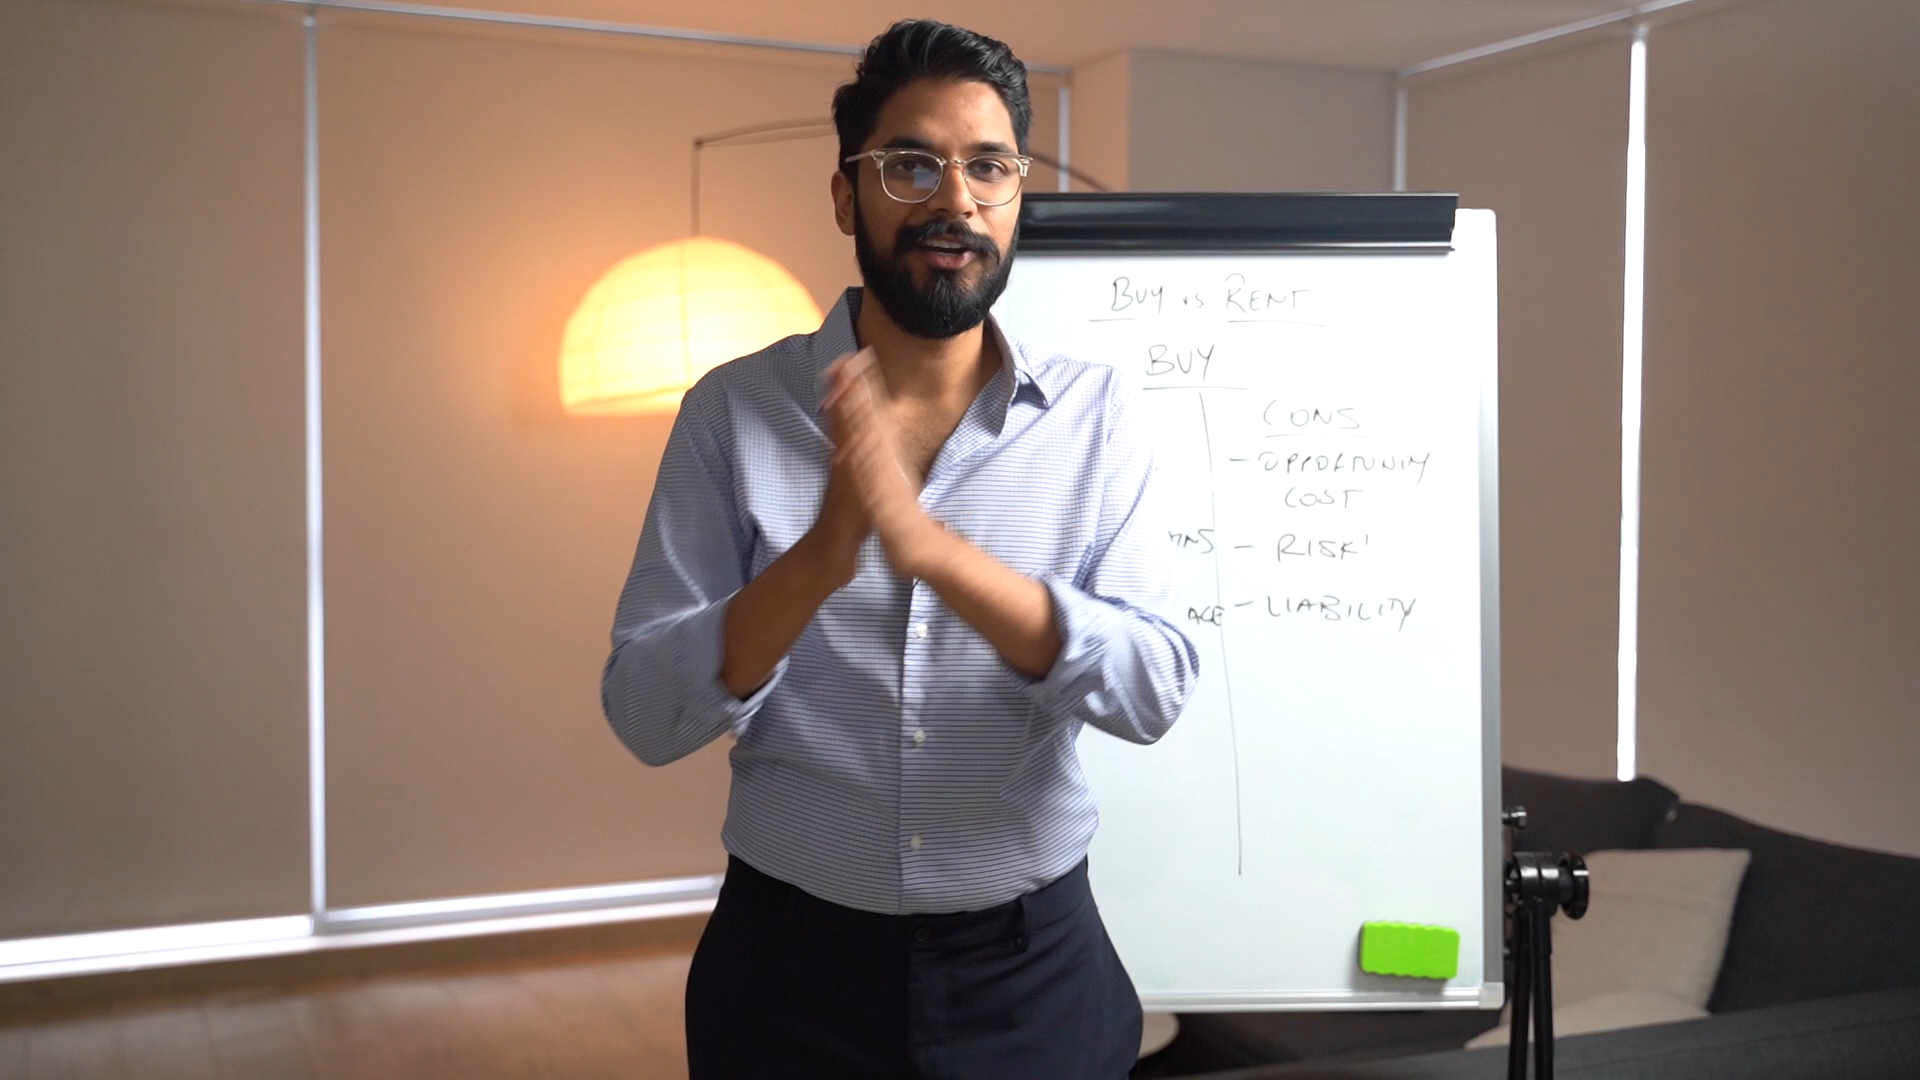 BUY vs RENT
BUY
CONS
- OPPORTUNITY
COST
- RISK
- LIABILITY